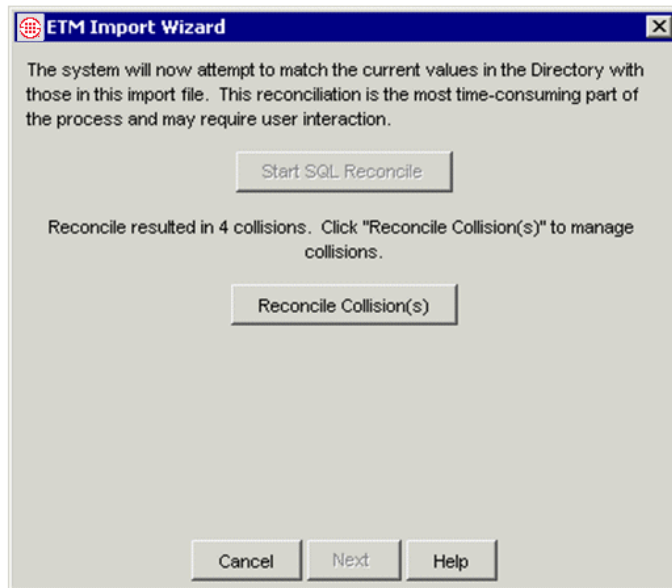 ETM Import Wizard
The system will now attempt to match the current values in the Directory with
those in this import file. This reconciliation is the most time-consuming part of
the process and may require user interaction.
Start SQL Reconcile
Reconcile resulted in 4 collisions. Click "Reconcile Collision(s)" to manage
collisions.
Reconcile Collision(s)
Cancel Next Help